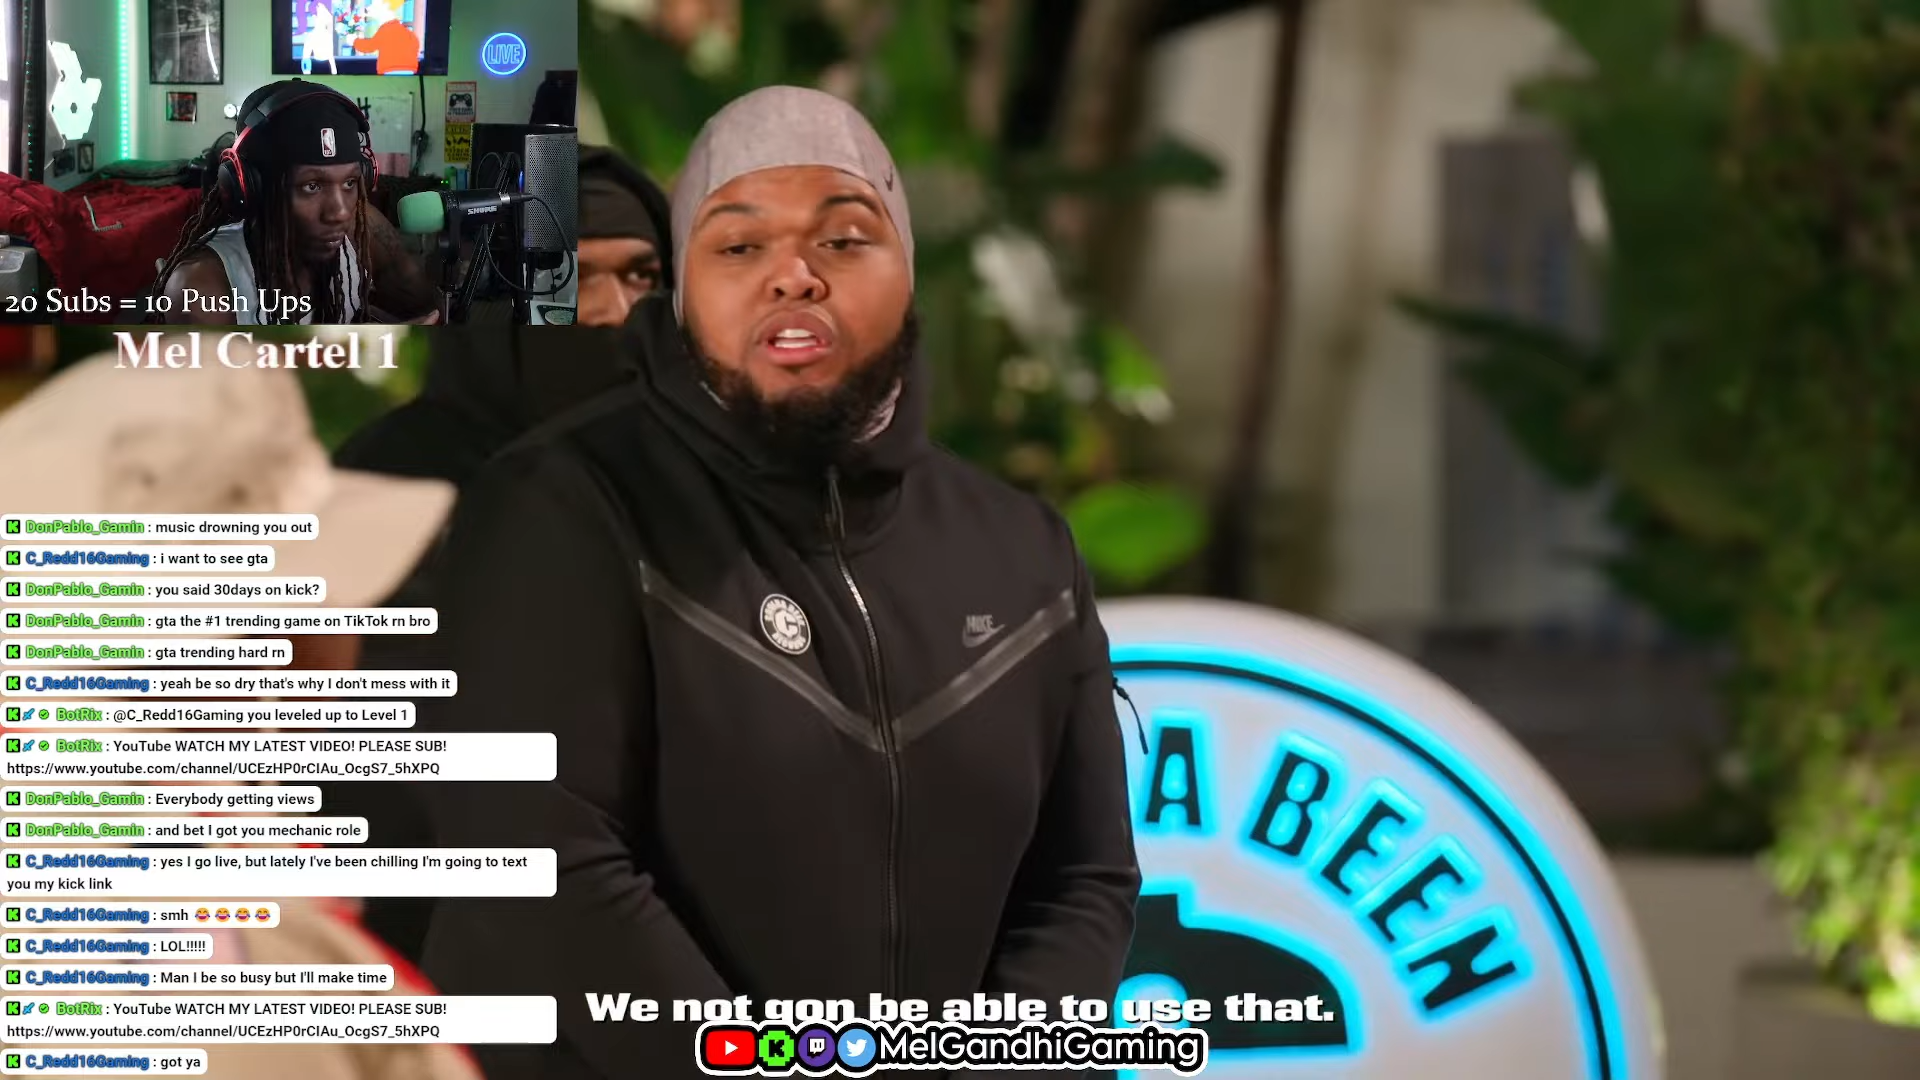 LIVE
SHURE
20 Subs = 10 Push Ups
Mel Cartel 1
DonPablo_Gamin : music drowning you out
C_Redd16Gaming : i want to see gta
DonPablo_Gamin : you said 30days on kick?
DonPablo_Gamin : gta the #1 trending game on TikTok rn bro
DonPablo_Gamin : gta trending hard rn
C_Redd16Gaming : yeah be so dry that's why I don't mess with it
BotRix : @C_Redd16Gaming you leveled up to Level 1
BotRix : YouTube WATCH MY LATEST VIDEO! PLEASE SUB!
https://www.youtube.com/channel/UCEzHP0rCIAu_OcgS7_5hXPQ
DonPablo_Gamin : Everybody getting views
DonPablo_Gamin : and bet I got you mechanic role
C_Redd16Gaming : yes I go live, but lately I've been chilling I'm going to text
you my kick link
C_Redd16Gaming : smh 😂 😂 😂 😂
C_Redd16Gaming : LOL!!!!!
C_Redd16Gaming : Man I be so busy but I'll make time
BotRix : YouTube WATCH MY LATEST VIDEO! PLEASE SUB!
https://www.youtube.com/channel/UCEzHP0rCIAu_OcgS7_5hXPQ
C_Redd16Gaming : got ya
NIKE
A BEEN
We not gon be able to use that.
MelGandhiGaming